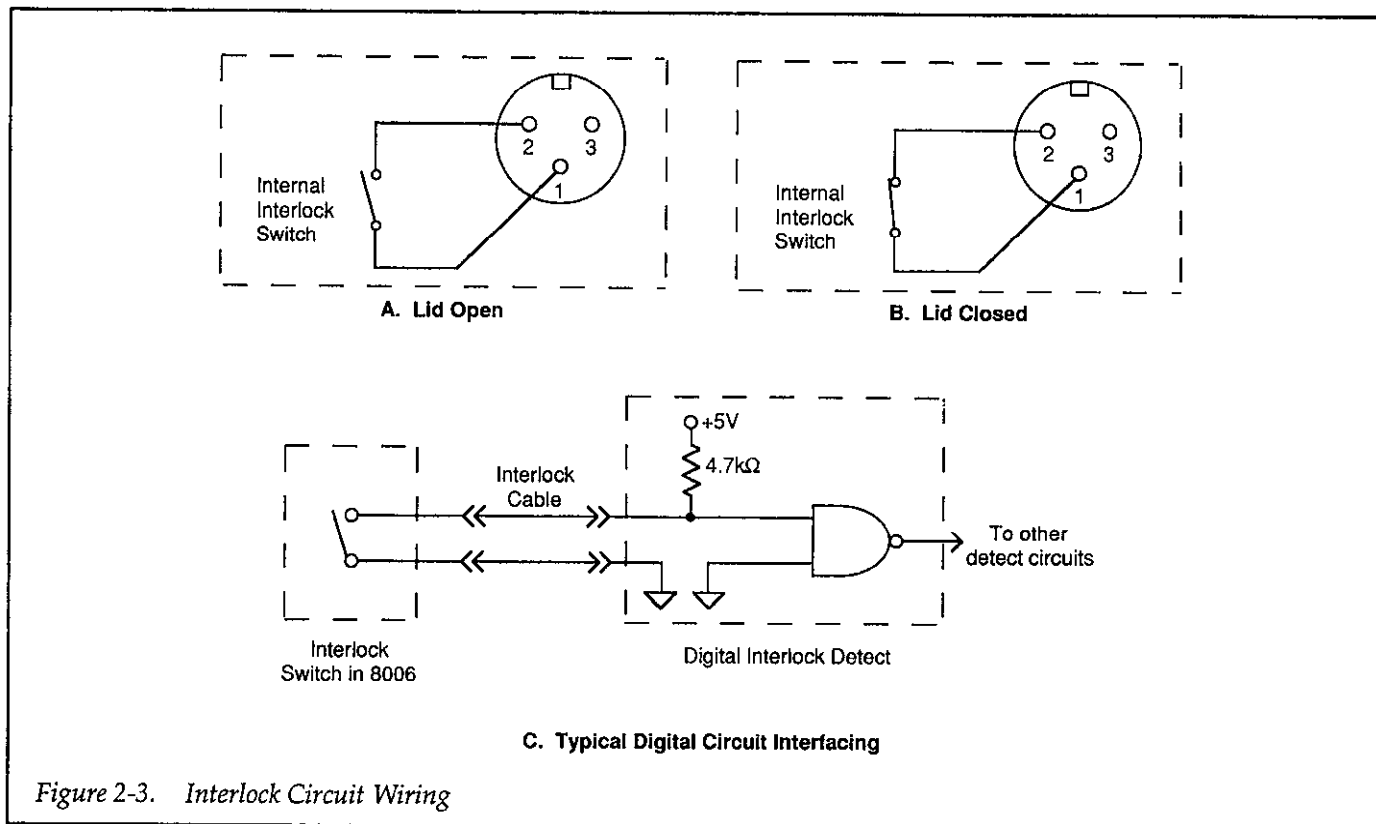 2
3
1
Internal
Interlock
Switch
A. Lid Open
2
3
1
Internal
Interlock
Switch
B. Lid Closed
+5V
4.7kΩ
Interlock
Cable
To other
detect circuits
Interlock
Switch in 8006
Digital Interlock Detect
C. Typical Digital Circuit Interfacing
Figure 2-3. Interlock Circuit Wiring